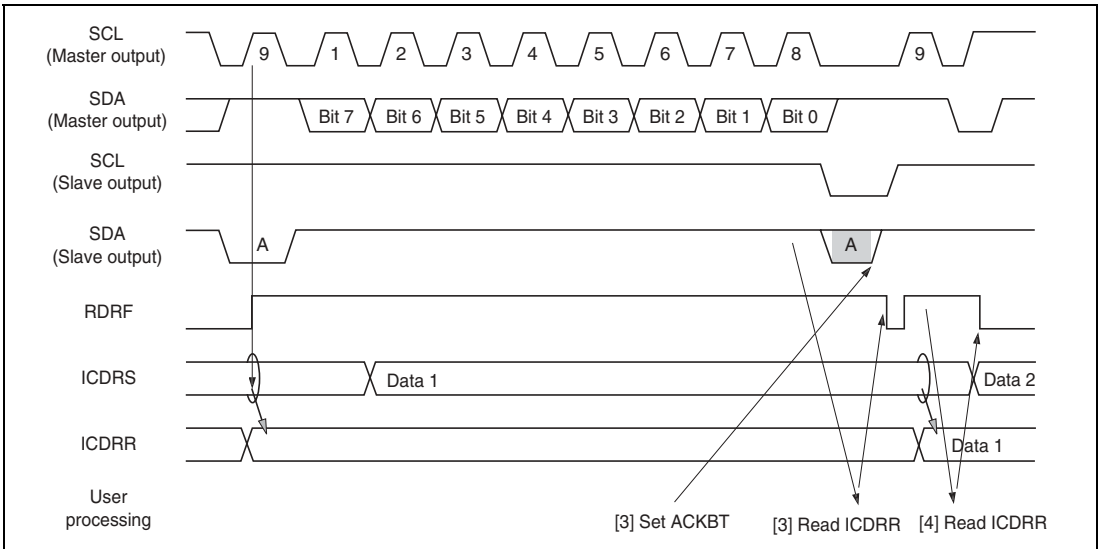 SCL
(Master output)
9 1 2 3 4 5 6 7 8 9
SDA
(Master output)
Bit 7 Bit 6 Bit 5 Bit 4 Bit 3 Bit 2 Bit 1 Bit 0
SCL
(Slave output)
SDA
(Slave output)
A A
RDRF
ICDRS
Data 1 Data 2
ICDRR
Data 1
User
processing
[3] Set ACKBT [3] Read ICDRR [4] Read ICDRR